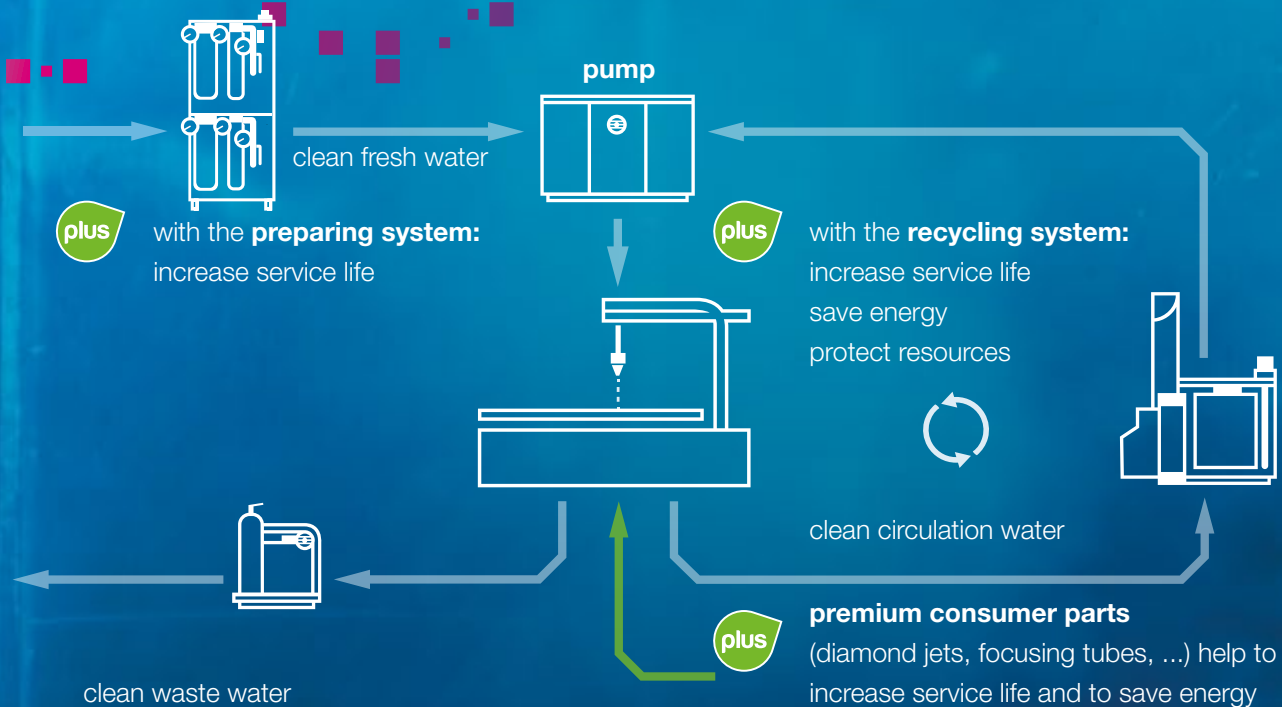 pump
clean fresh water
plus
with the preparing system:
increase service life
plus
with the recycling system:
increase service life
save energy
protect resources
clean circulation water
plus
premium consumer parts
(diamond jets, focusing tubes, ...) help to
increase service life and to save energy
clean waste water